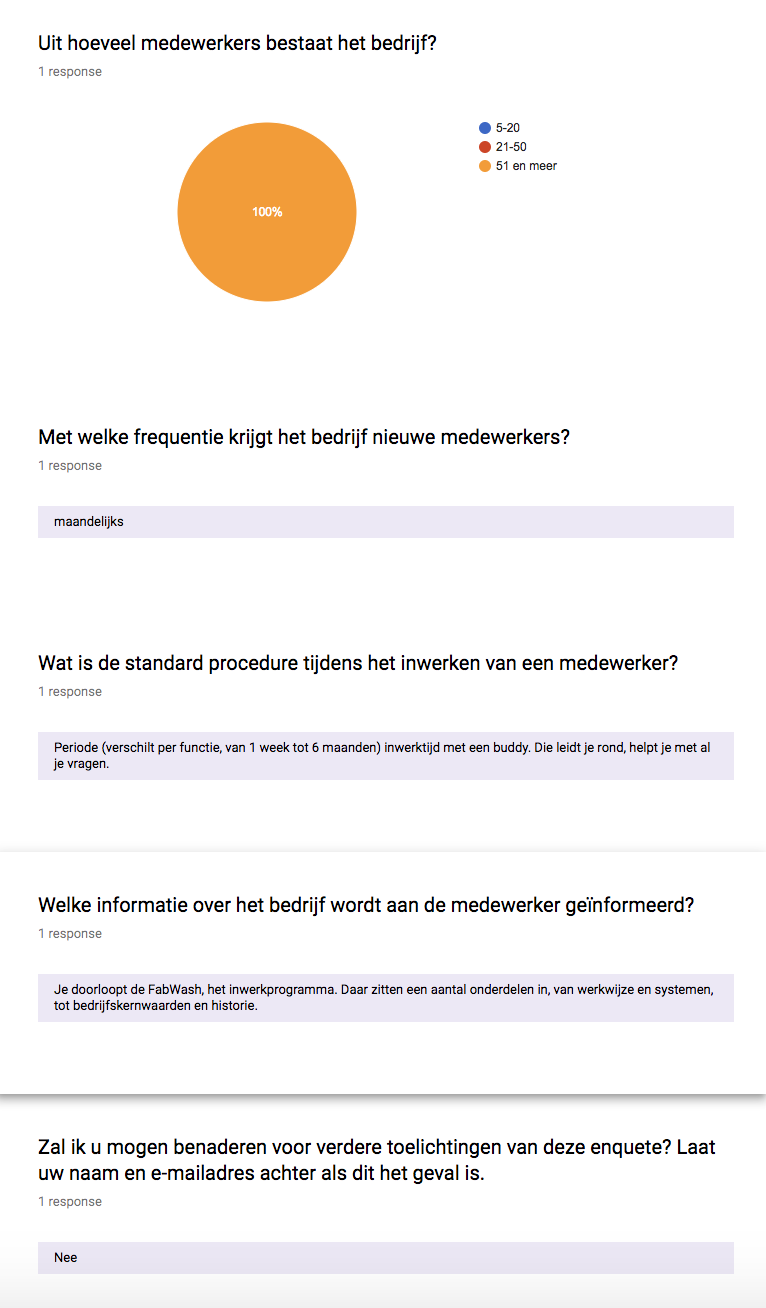 Uit hoeveel medewerkers bestaat het bedrijf?
1 response
5-20
21-50
51 en meer
100%
Met welke frequentie krijgt het bedrijf nieuwe medewerkers?
1 response
maandelijks
Wat is de standard procedure tijdens het inwerken van een medewerker?
1 response
Periode (verschilt per functie, van 1 week tot 6 maanden) inwerktijd met een buddy. Die leidt je rond, helpt je met al
je vragen.
Welke informatie over het bedrijf wordt aan de medewerker geïnformeerd?
1 response
Je doorloopt de FabWash, het inwerkprogramma. Daar zitten een aantal onderdelen in, van werkwijze en systemen,
tot bedrijfskernwaarden en historie.
Zal ik u mogen benaderen voor verdere toelichtingen van deze enquete? Laat
uw naam en e-mailadres achter als dit het geval is.
1 response
Nee